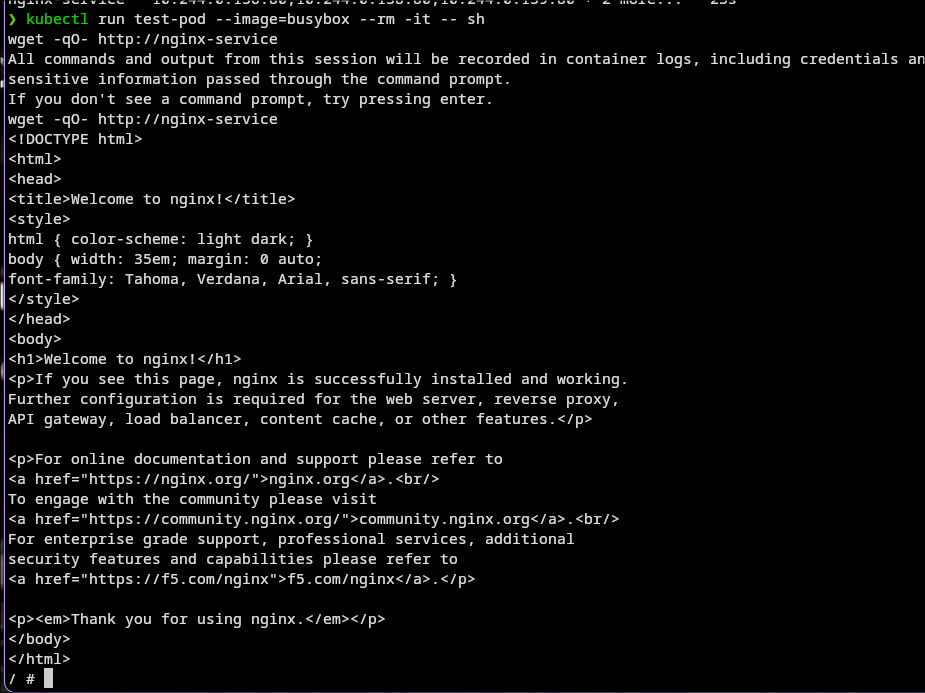 ❯ kubectl run test-pod --image=busybox --rm -it -- sh
wget -qO- http://nginx-service
All commands and output from this session will be recorded in container logs, including credentials an
sensitive information passed through the command prompt.
If you don't see a command prompt, try pressing enter.
wget -qO- http://nginx-service
<!DOCTYPE html>
<html>
<head>
<title>Welcome to nginx!</title>
<style>
html { color-scheme: light dark; }
body { width: 35em; margin: 0 auto;
font-family: Tahoma, Verdana, Arial, sans-serif; }
</style>
</head>
<body>
<h1>Welcome to nginx!</h1>
<p>If you see this page, nginx is successfully installed and working.
Further configuration is required for the web server, reverse proxy,
API gateway, load balancer, content cache, or other features.</p>

<p>For online documentation and support please refer to
<a href="https://nginx.org/">nginx.org</a>.<br/>
To engage with the community please visit
<a href="https://community.nginx.org/">community.nginx.org</a>.<br/>
For enterprise grade support, professional services, additional
security features and capabilities please refer to
<a href="https://f5.com/nginx">f5.com/nginx</a>.</p>

<p><em>Thank you for using nginx.</em></p>
</body>
</html>
/ #